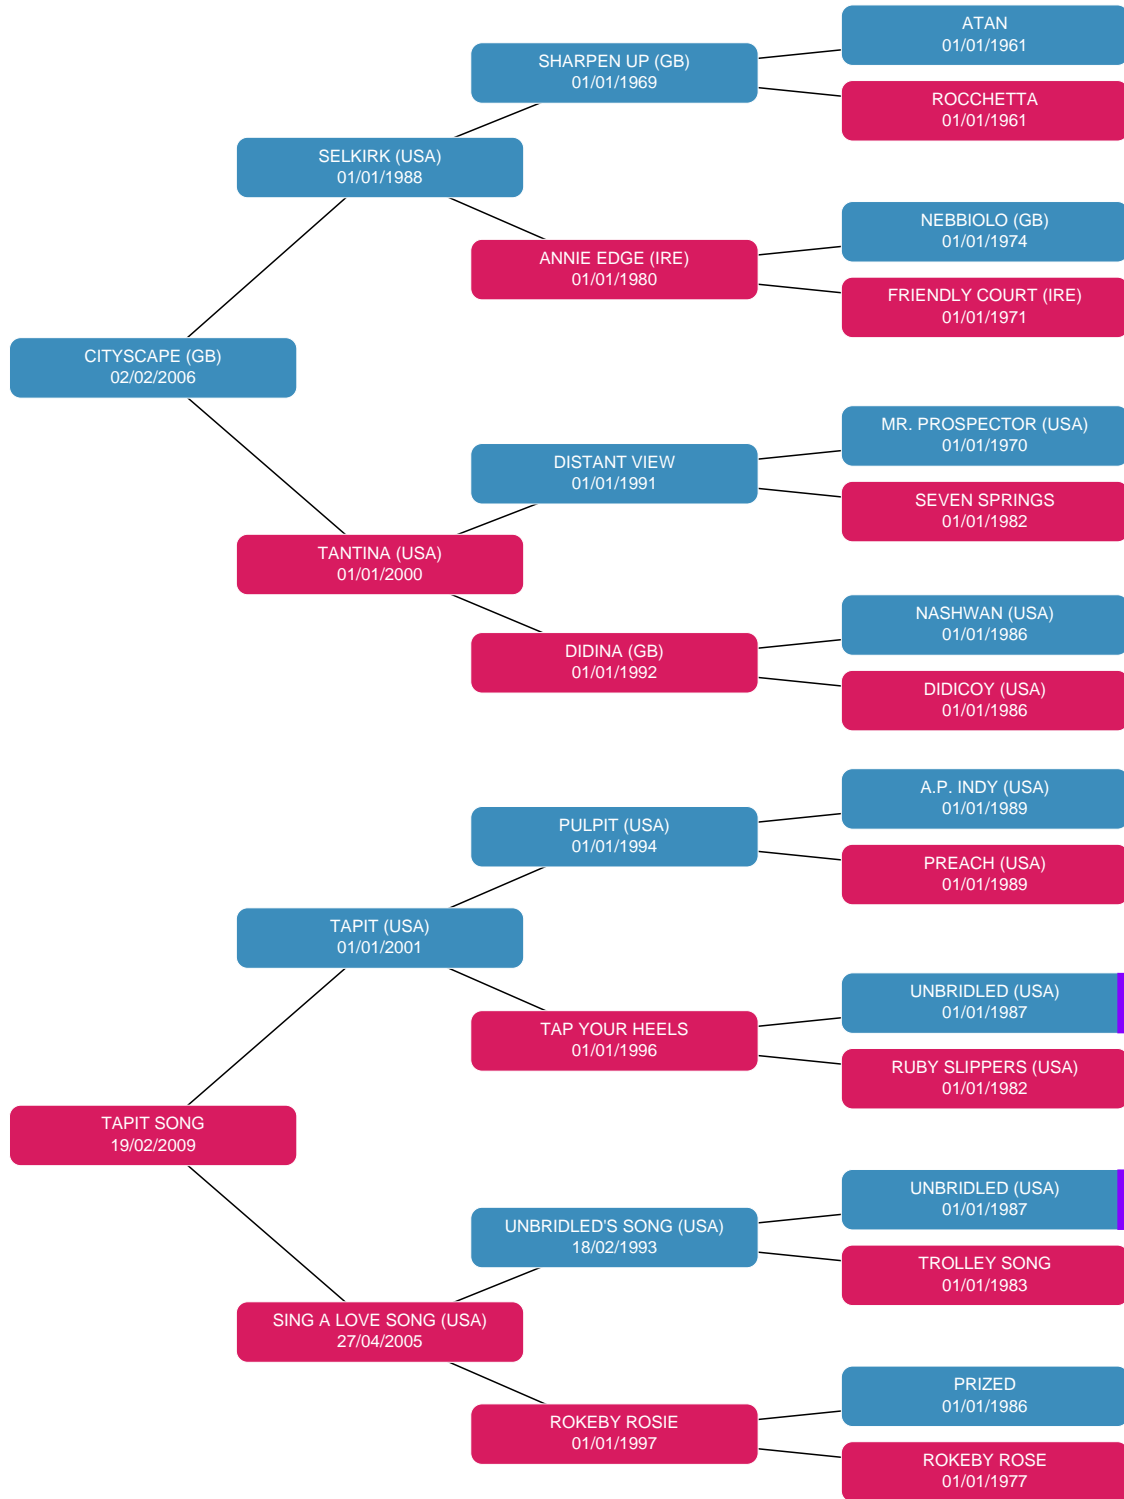 ATAN
01/01/1961
SHARPEN UP (GB)
01/01/1969
ROCCHETTA
01/01/1961
SELKIRK (USA)
01/01/1988
NEBBIOLO (GB)
01/01/1974
ANNIE EDGE (IRE)
01/01/1980
FRIENDLY COURT (IRE)
01/01/1971
CITYSCAPE (GB)
02/02/2006
MR. PROSPECTOR (USA)
01/01/1970
DISTANT VIEW
01/01/1991
SEVEN SPRINGS
01/01/1982
TANTINA (USA)
01/01/2000
NASHWAN (USA)
01/01/1986
DIDINA (GB)
01/01/1992
DIDICOY (USA)
01/01/1986
A.P. INDY (USA)
01/01/1989
PULPIT (USA)
01/01/1994
PREACH (USA)
01/01/1989
TAPIT (USA)
01/01/2001
UNBRIDLED (USA)
01/01/1987
TAP YOUR HEELS
01/01/1996
RUBY SLIPPERS (USA)
01/01/1982
TAPIT SONG
19/02/2009
UNBRIDLED (USA)
01/01/1987
UNBRIDLED'S SONG (USA)
18/02/1993
TROLLEY SONG
01/01/1983
SING A LOVE SONG (USA)
27/04/2005
PRIZED
01/01/1986
ROKEBY ROSIE
01/01/1997
ROKEBY ROSE
01/01/1977